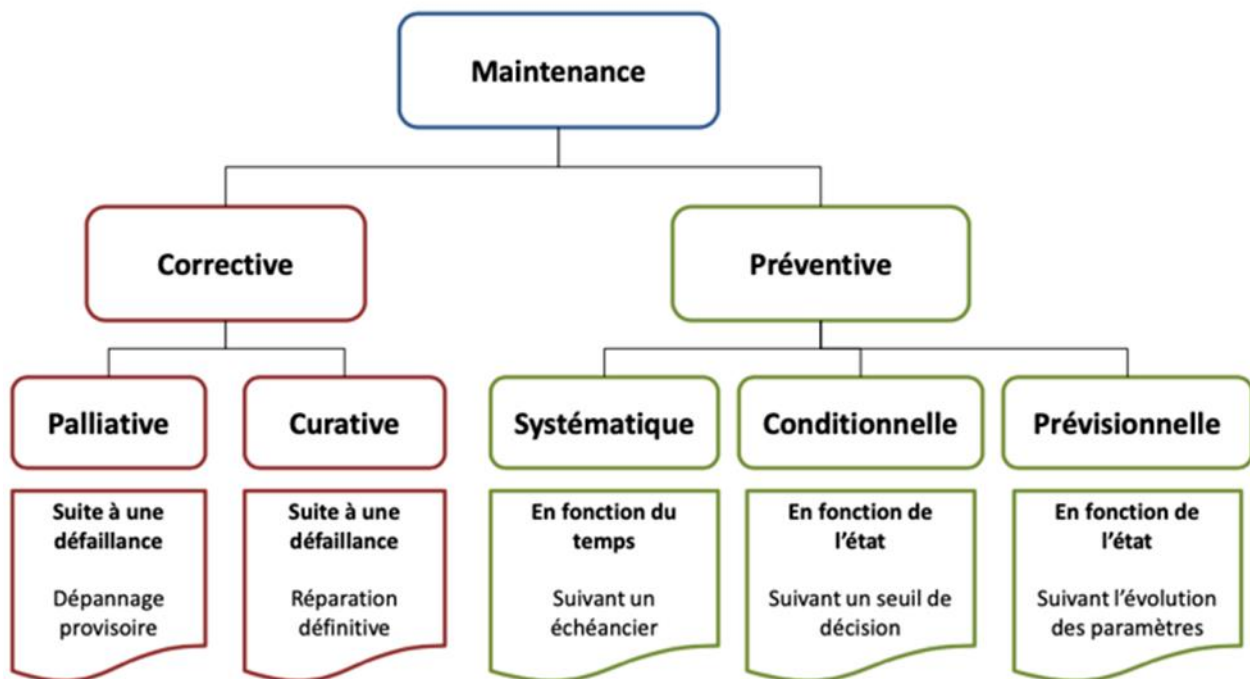 Maintenance
Corrective
Préventive
Palliative
Curative
Systématique
Conditionnelle
Prévisionnelle
Suite à une
défaillance
Dépannage
provisoire
Suite à une
défaillance
Réparation
définitive
En fonction du
temps
Suivant un
échéancier
En fonction de
l'état
Suivant un seuil de
décision
En fonction de
l'état
Suivant l'évolution
des paramètres